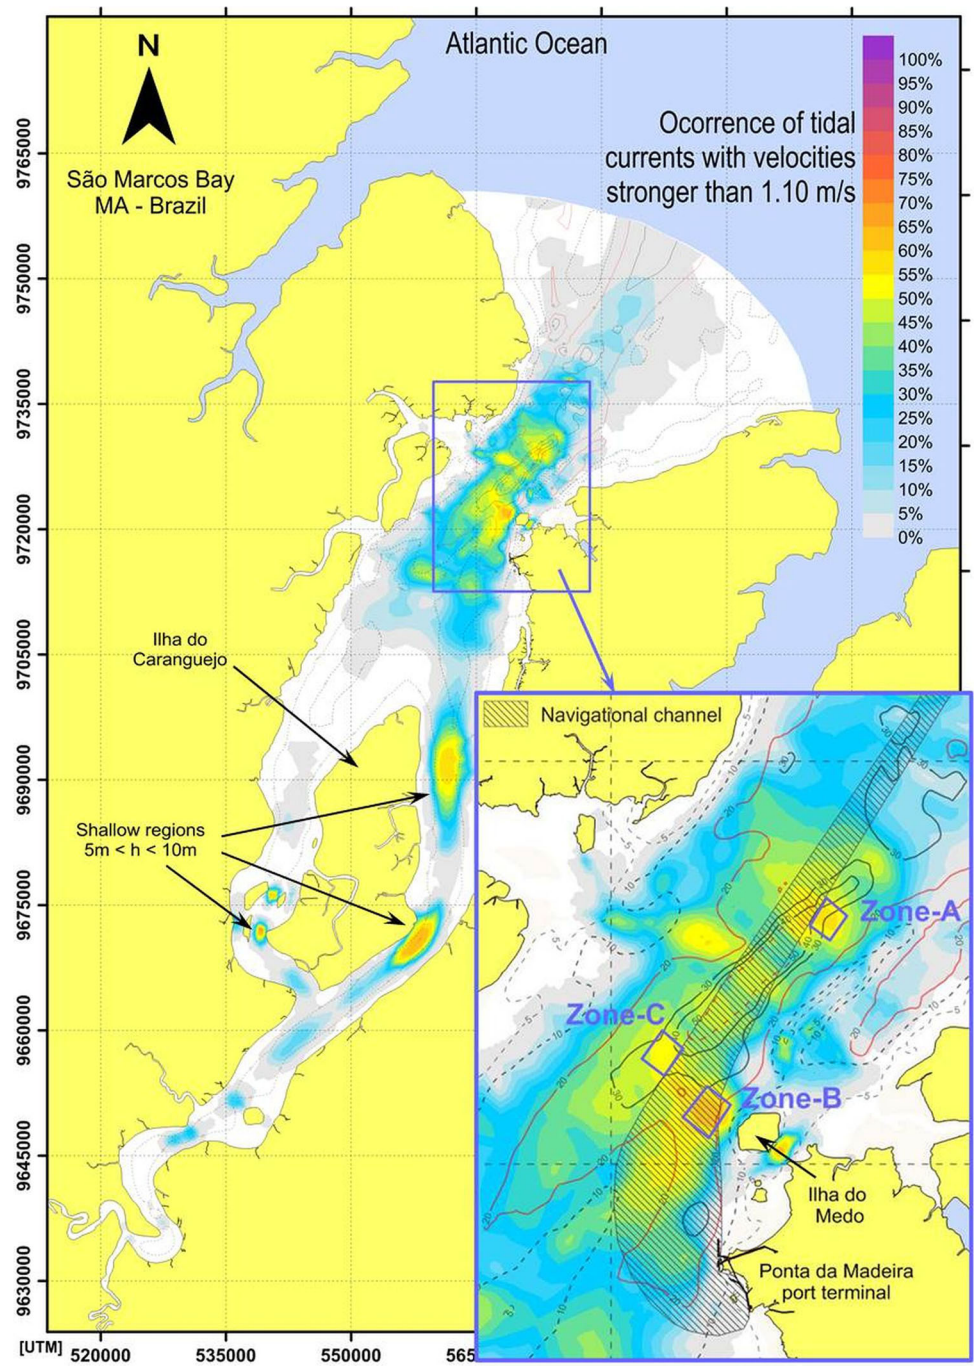 Atlantic Ocean
N
São Marcos Bay
MA - Brazil
Ocorrence of tidal
currents with velocities
stronger than 1.10 m/s
100%
95%
90%
85%
80%
75%
70%
65%
60%
55%
50%
45%
40%
35%
30%
25%
20%
15%
10%
5%
0%
9765000
9750000
9735000
9720000
9705000
9690000
9675000
9660000
9645000
9630000
Ilha do
Caranguejo
Shallow regions
5m < h < 10m
Navigational channel
Zone-A
Zone-C
Zone-B
Ilha do
Medo
Ponta da Madeira
port terminal
[UTM]
520000
535000
550000
565